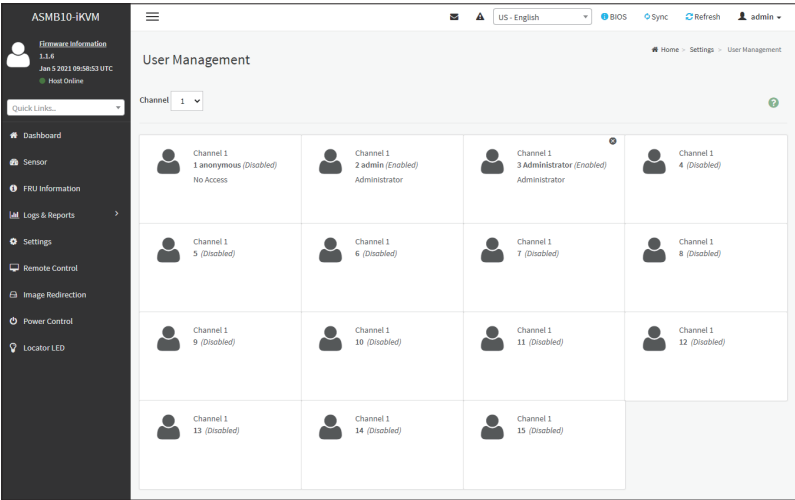 ASMB10-iKVM
US - English
BIOS
Sync
Refresh
admin
Firmware Information
1.1.6
Jan 5 2021 09:58:53 UTC
Host Online
Quick Links..
Dashboard
Sensor
FRU Information
Logs & Reports
Settings
Remote Control
Image Redirection
Power Control
Locator LED
User Management
Home > Settings > User Management
Channel 1
Channel 1
1 anonymous (Disabled)
No Access
Channel 1
2 admin (Enabled)
Administrator
Channel 1
3 Administrator (Enabled)
Administrator
Channel 1
4 (Disabled)
Channel 1
5 (Disabled)
Channel 1
6 (Disabled)
Channel 1
7 (Disabled)
Channel 1
8 (Disabled)
Channel 1
9 (Disabled)
Channel 1
10 (Disabled)
Channel 1
11 (Disabled)
Channel 1
12 (Disabled)
Channel 1
13 (Disabled)
Channel 1
14 (Disabled)
Channel 1
15 (Disabled)